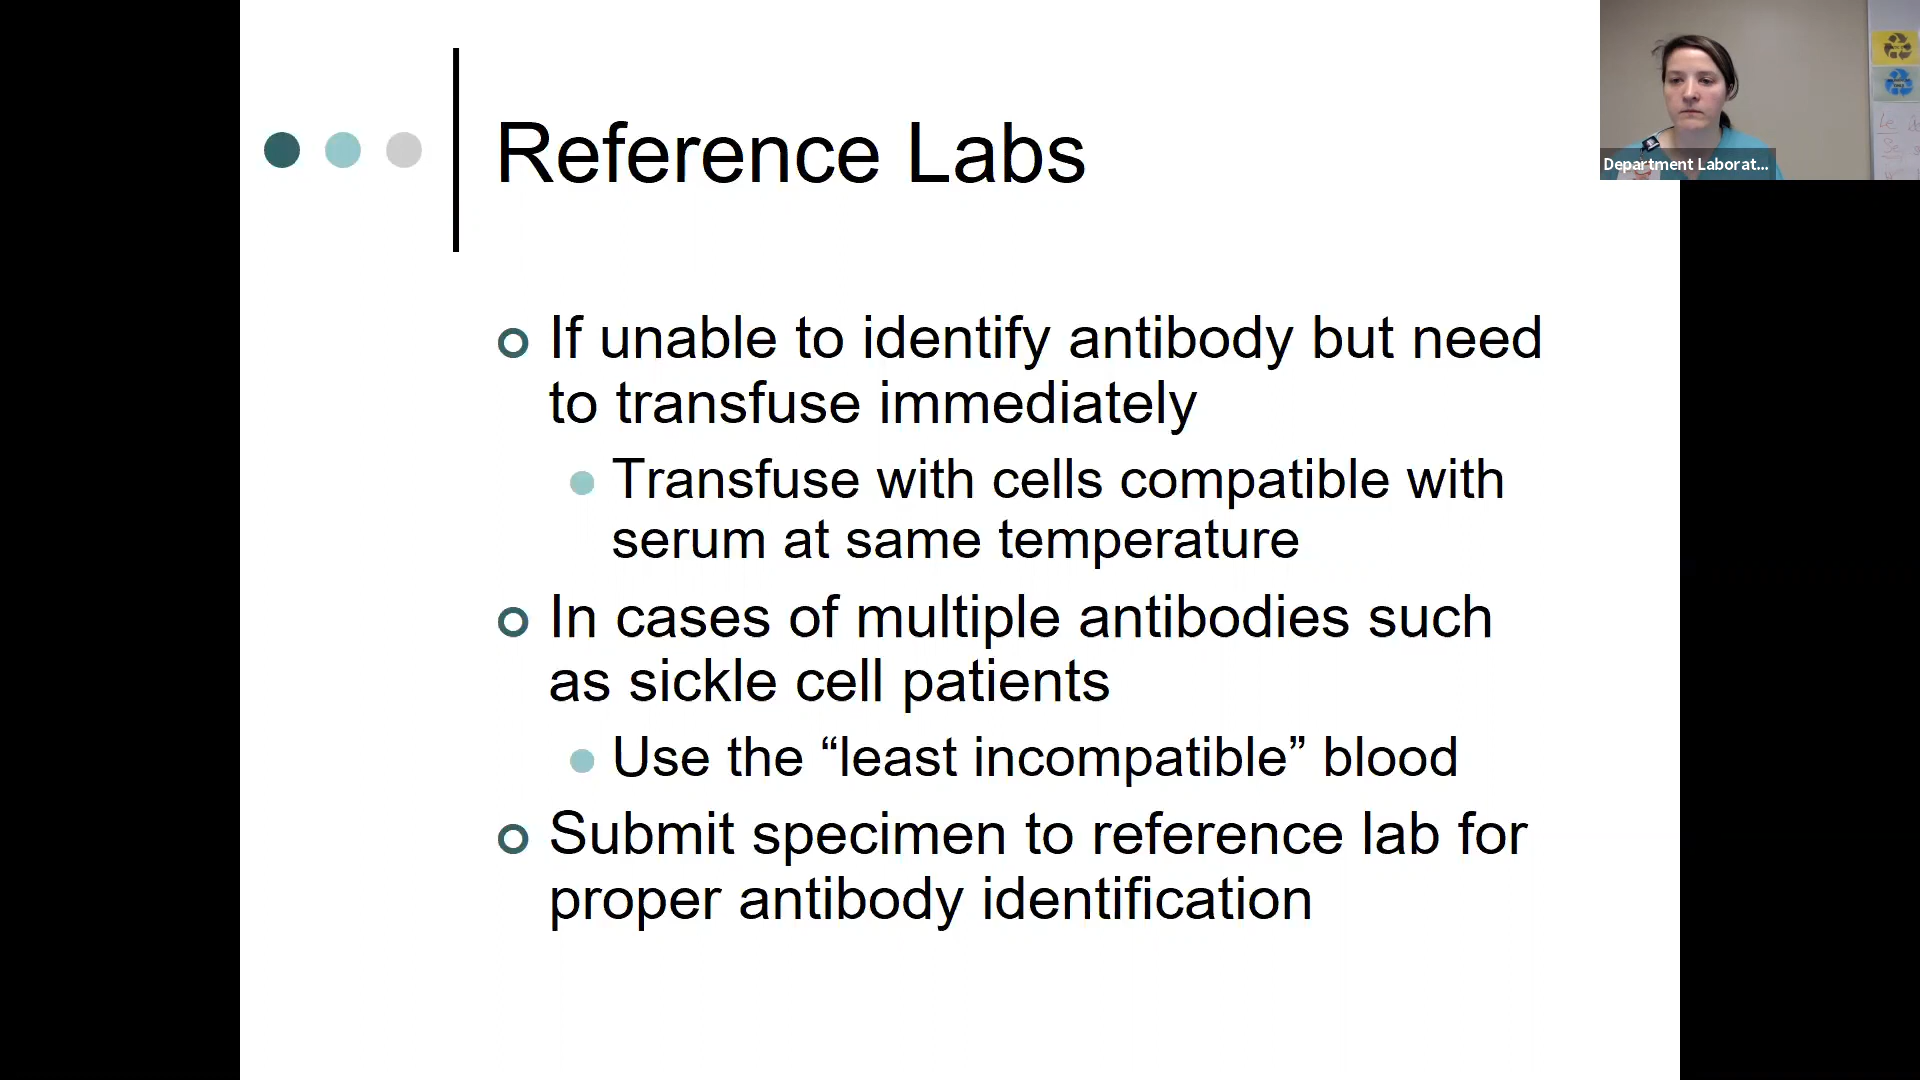 Reference Labs
Department Laborat...
If unable to identify antibody but need
to transfuse immediately
Transfuse with cells compatible with
serum at same temperature
In cases of multiple antibodies such
as sickle cell patients
Use the “least incompatible” blood
Submit specimen to reference lab for
proper antibody identification